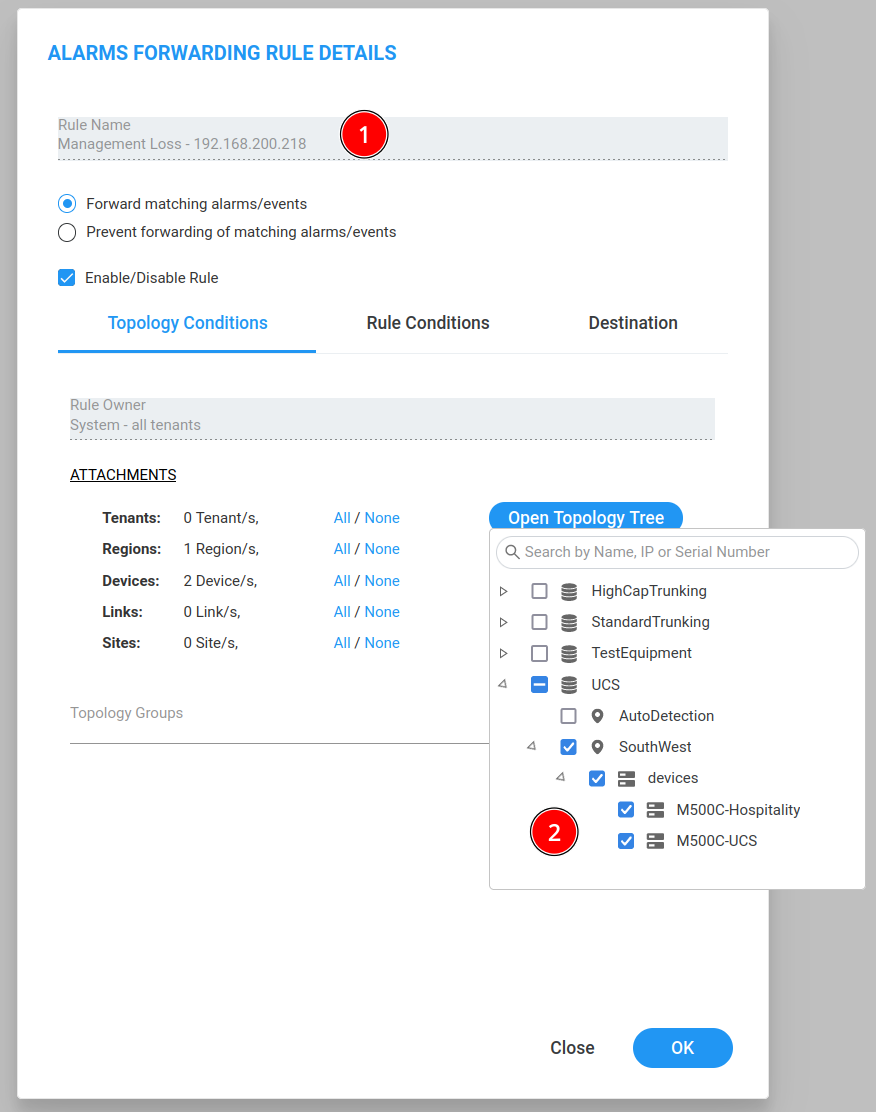 ALARMS FORWARDING RULE DETAILS
Rule Name
Management Loss - 192.168.200.218
1
Forward matching alarms/events
Prevent forwarding of matching alarms/events
Enable/Disable Rule
Topology Conditions Rule Conditions Destination
Rule Owner
System - all tenants
ATTACHMENTS
Tenants: 0 Tenant/s, All / None Open Topology Tree
Regions: 1 Region/s, All / None
Devices: 2 Device/s, All / None
Links: 0 Link/s, All / None
Sites: 0 Site/s, All / None
Topology Groups
Search by Name, IP or Serial Number
HighCapTrunking
StandardTrunking
TestEquipment
UCS
AutoDetection
SouthWest
devices
M500C-Hospitality
2
M500C-UCS
Close OK